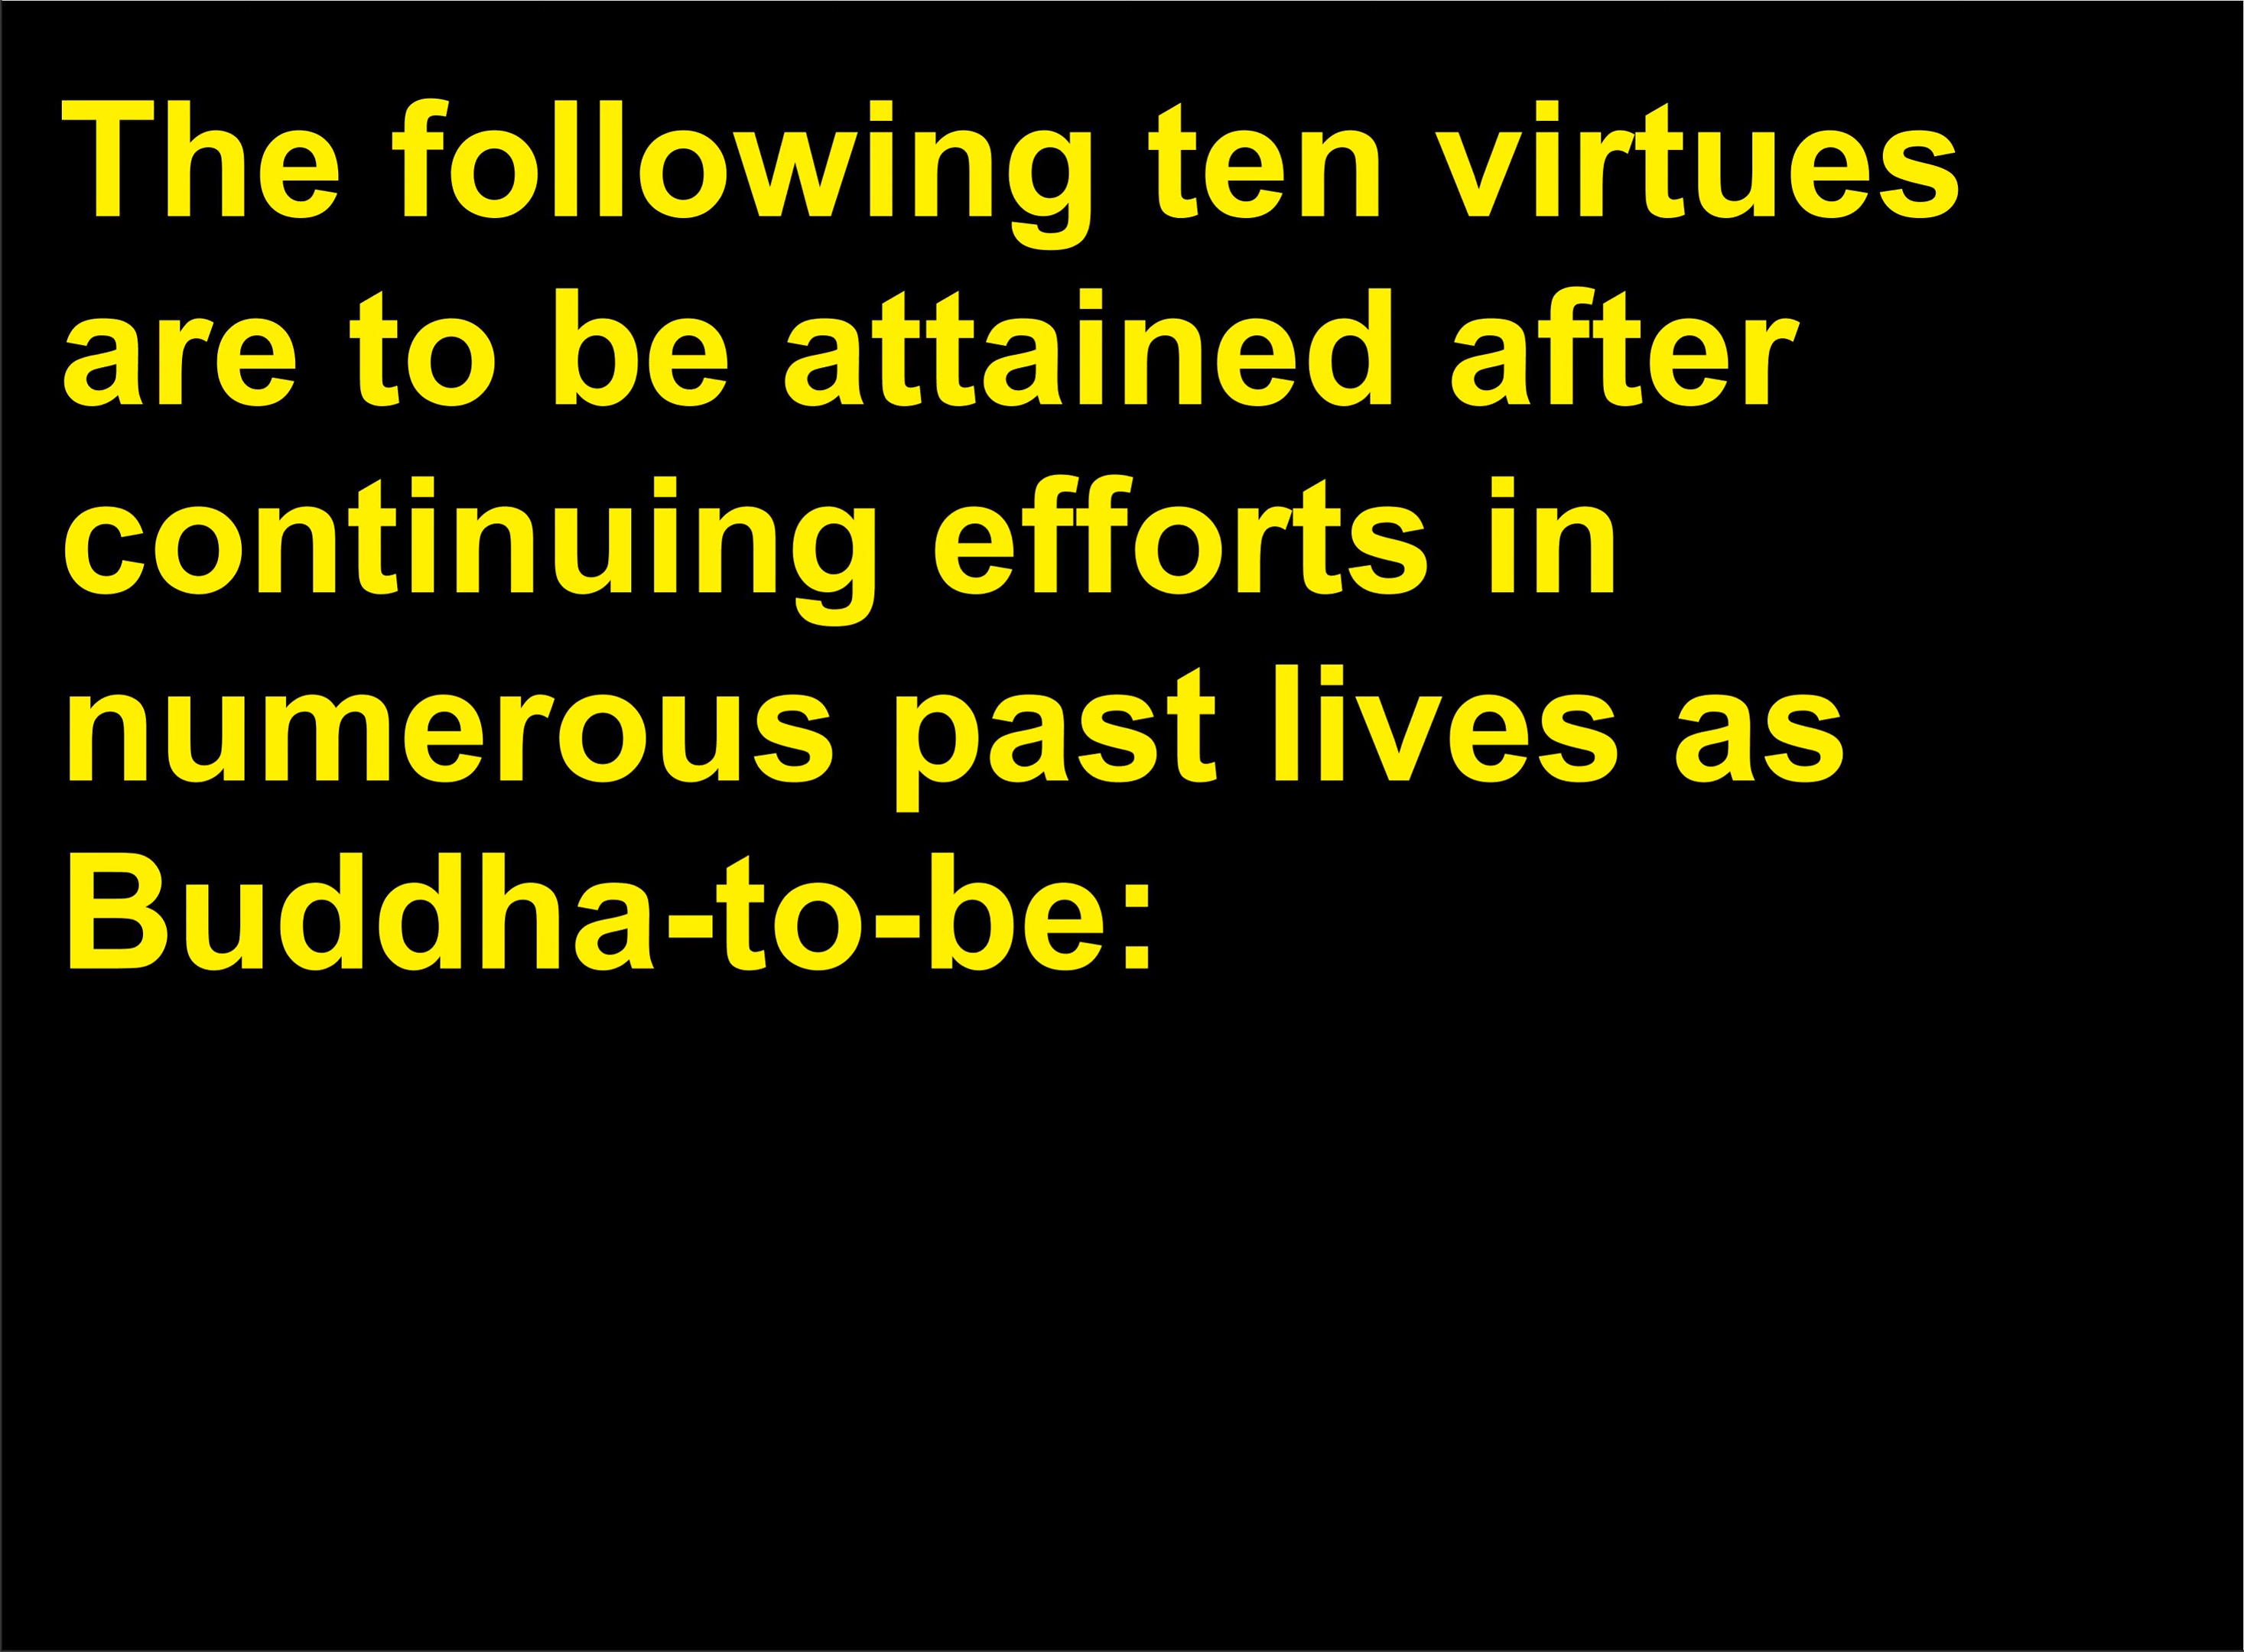 The following ten virtues
are to be attained after
continuing efforts in
numerous past lives as
Buddha-to-be: